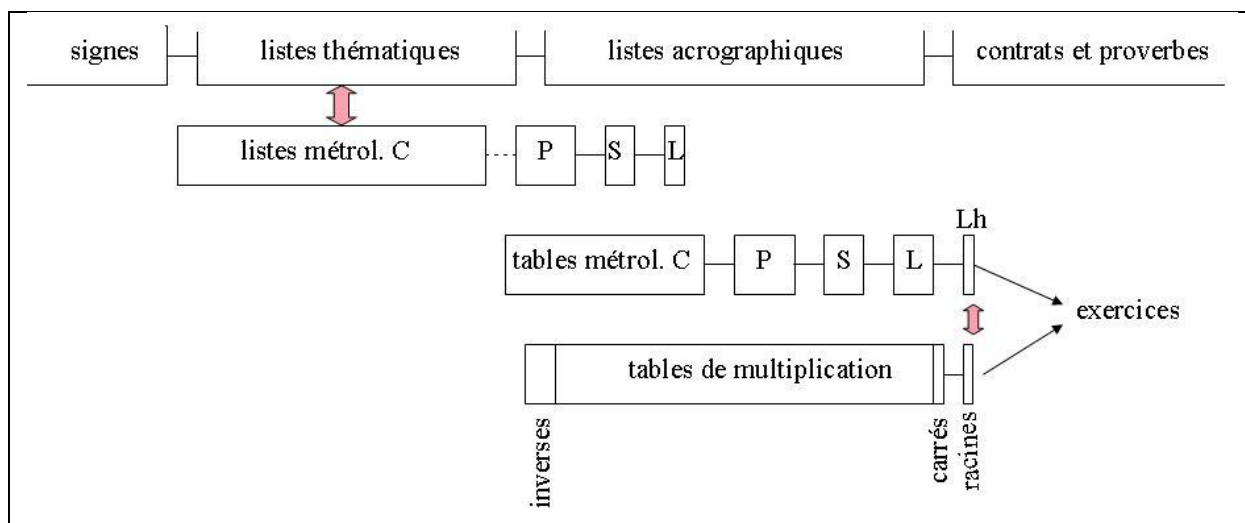 signes listes thématiques listes acrographiques contrats et proverbes
listes métrol. C P S L
Lh
tables métrol. C P S L
exercices
tables de multiplication
inverses carrés racines